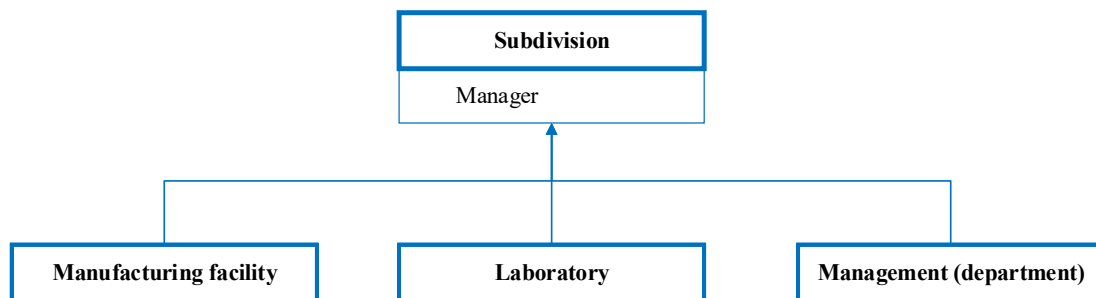 Subdivision
Manager
Manufacturing facility
Laboratory
Management (department)